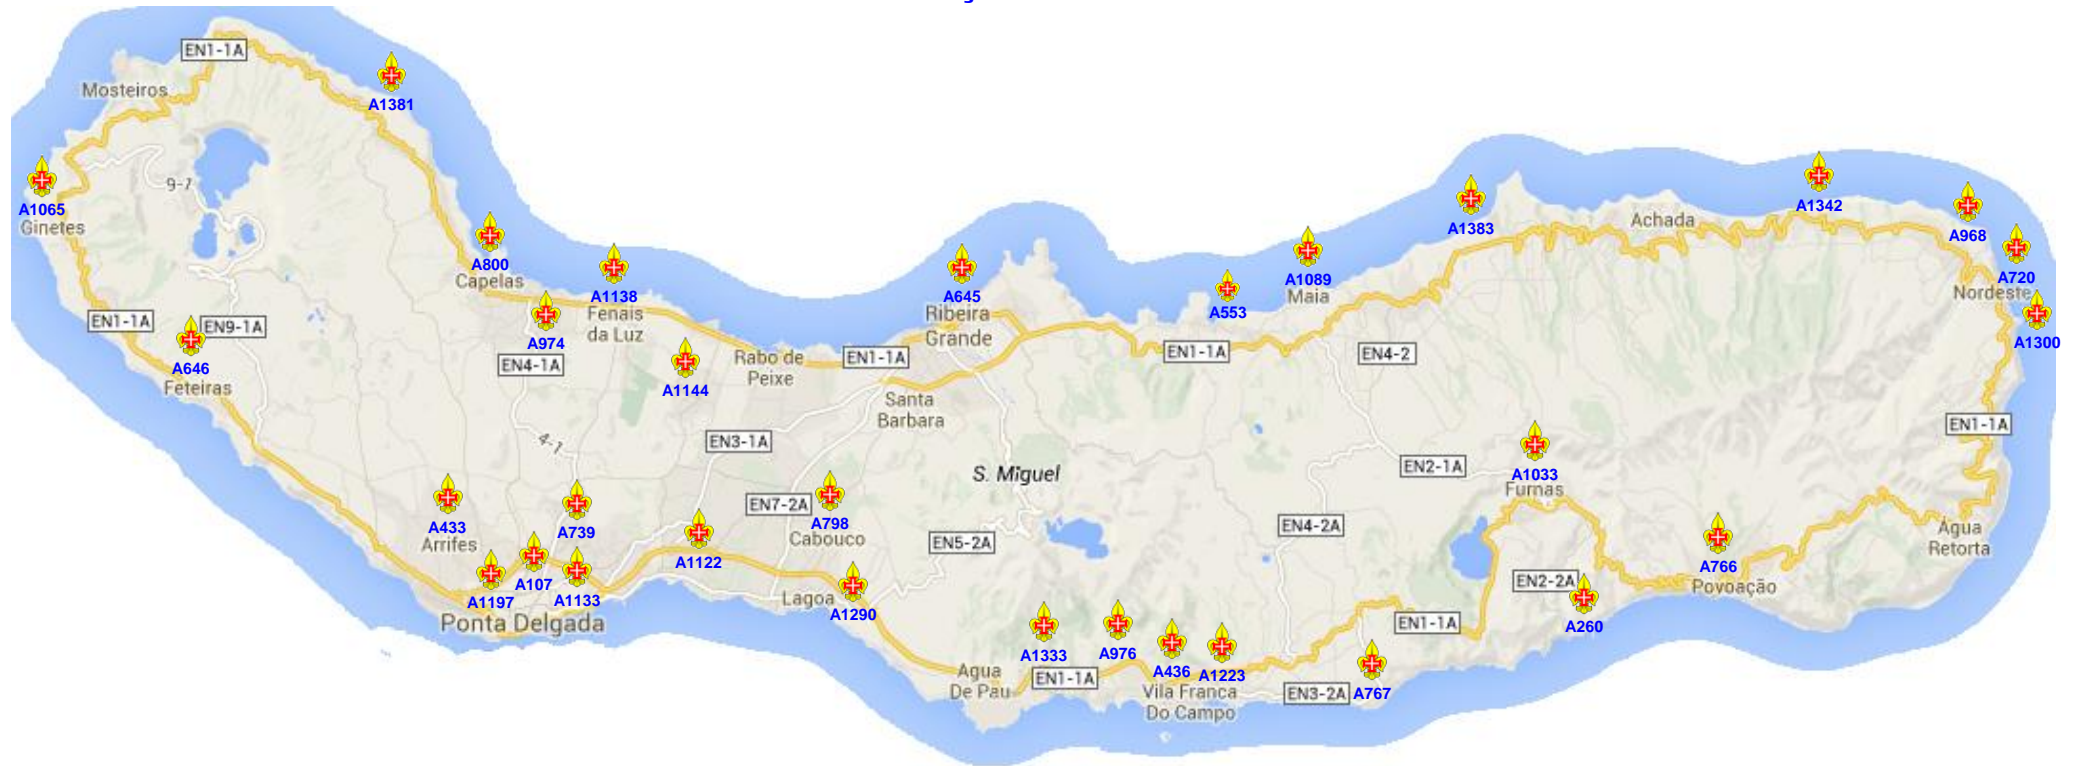 EN1-1A
Mosteiros
A1381
9-1
A1065
Ginetes
A800
Capelas
A1138
Fenais
da Luz
A974
EN4-1A
EN1-1A
EN9-1A
A646
Feteiras
A1144
Rabo de
Peixe
EN1-1A
A645
Ribeira
Grande
Santa
Barbara
EN3-1A
4-1
A553
A1089
Maia
EN1-1A
EN4-2
A1383
Achada
A1342
A968
A720
Nordeste
A1300
EN1-1A
S. Miguel
EN2-1A
A1033
Furnas
A433
Arrifes
A739
A107
A1197
A1133
Ponta Delgada
A1122
EN7-2A
A798
Cabouco
EN5-2A
EN4-2A
Lagoa
A1290
A766
Povoação
Água
Retorta
EN2-2A
A260
EN1-1A
A1333
A976
A436
A1223
Agua
De Pau
EN1-1A
Vila Franca
Do Campo
EN3-2A
A767